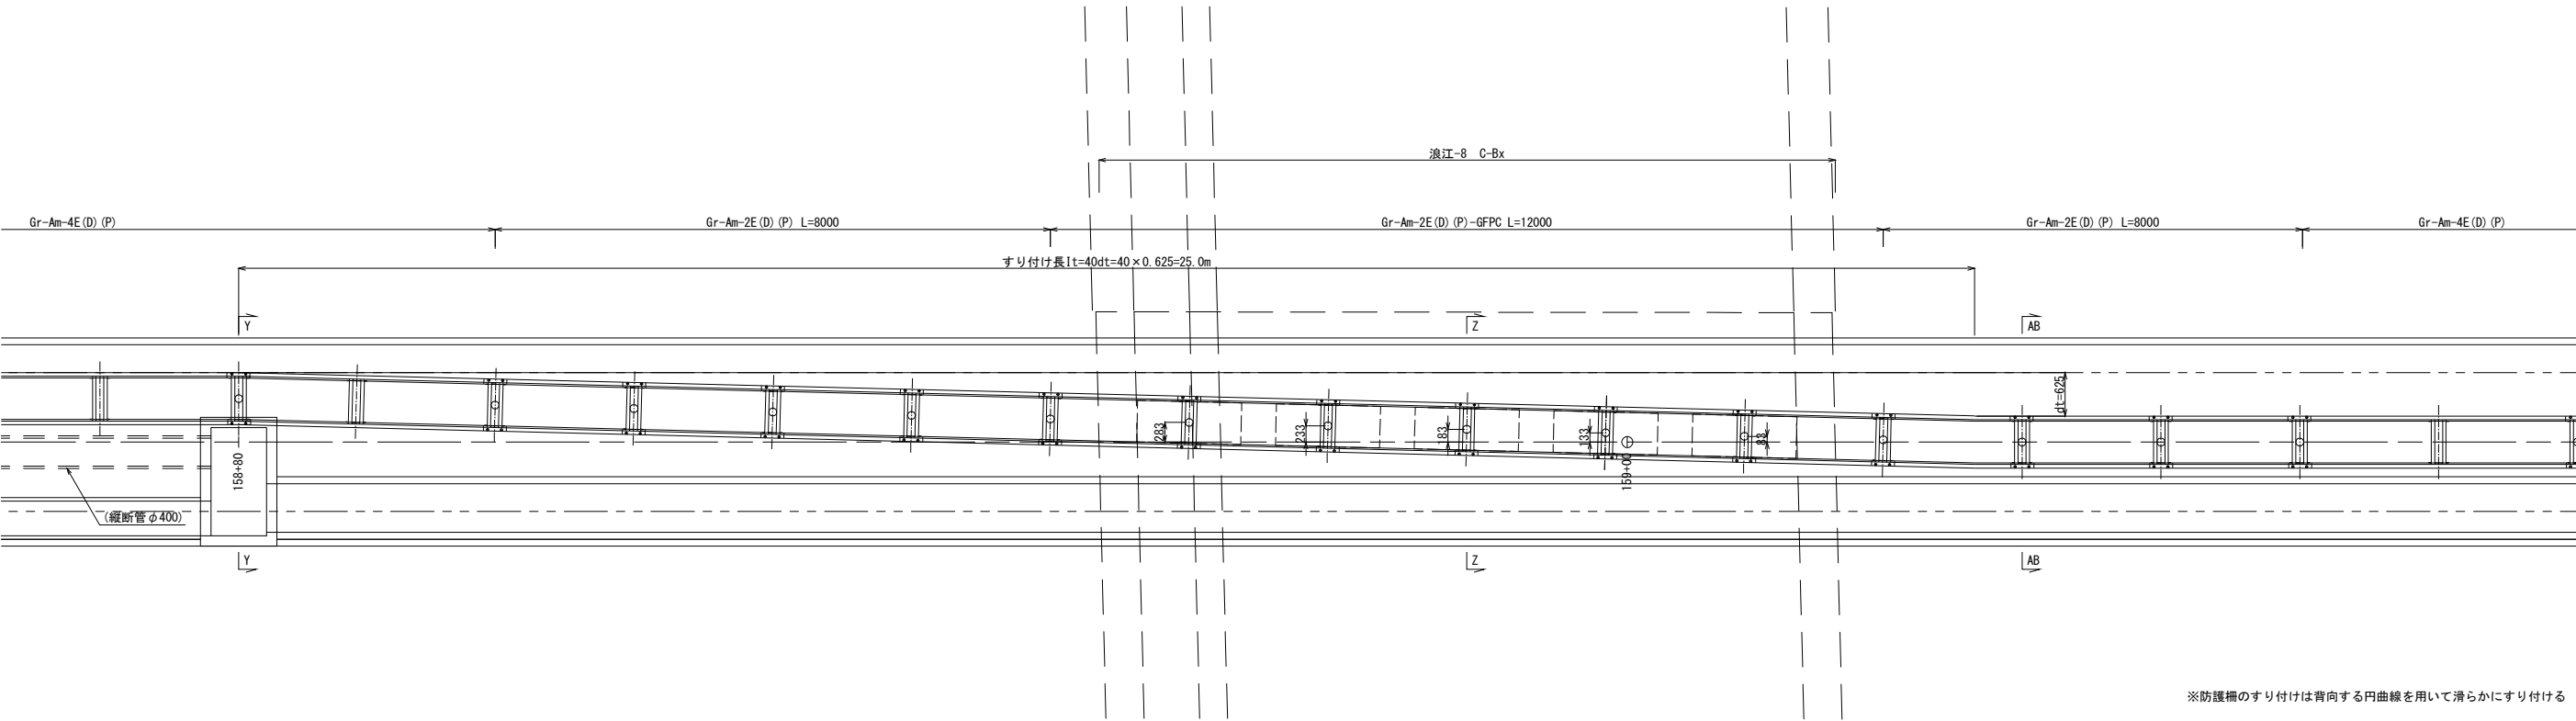 浪江-8 C-Bx
Gr-Am-4E(D)(P)
Gr-Am-2E(D)(P) L=8000
Gr-Am-2E(D)(P)-GFPC L=12000
Gr-Am-2E(D)(P) L=8000
Gr-Am-4E(D)(P)
すり付け長It=40dt=40×0.625=25.0m
Y
Z
AB
dt=625
283
233
183
133
83
158+80
159+00
(縦断管φ400)
Y
Z
AB
※防護柵のすり付けは背向する円曲線を用いて滑らかにすり付ける